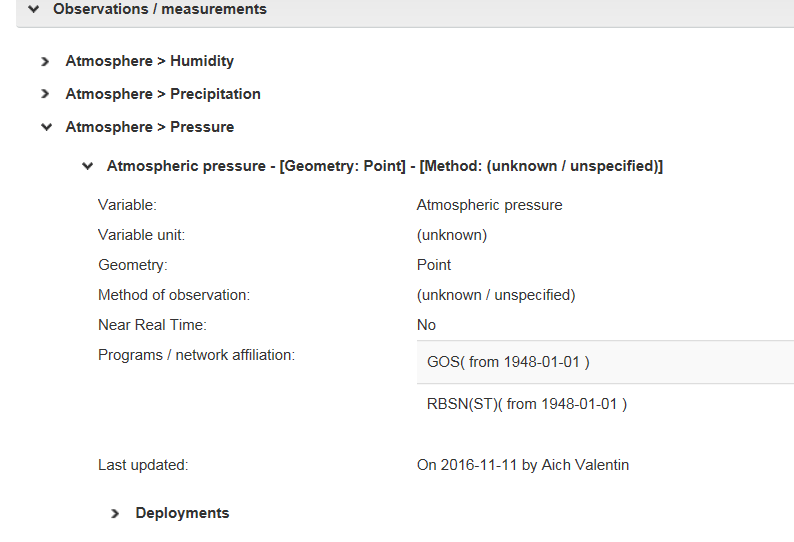 Observations / measurements
Atmosphere > Humidity
Atmosphere > Precipitation
Atmosphere > Pressure
Atmospheric pressure - [Geometry: Point] - [Method: (unknown / unspecified)]
Variable: Atmospheric pressure
Variable unit: (unknown)
Geometry: Point
Method of observation: (unknown / unspecified)
Near Real Time: No
Programs / network affiliation: GOS( from 1948-01-01 )
RBSN(ST)( from 1948-01-01 )
Last updated: On 2016-11-11 by Aich Valentin
Deployments